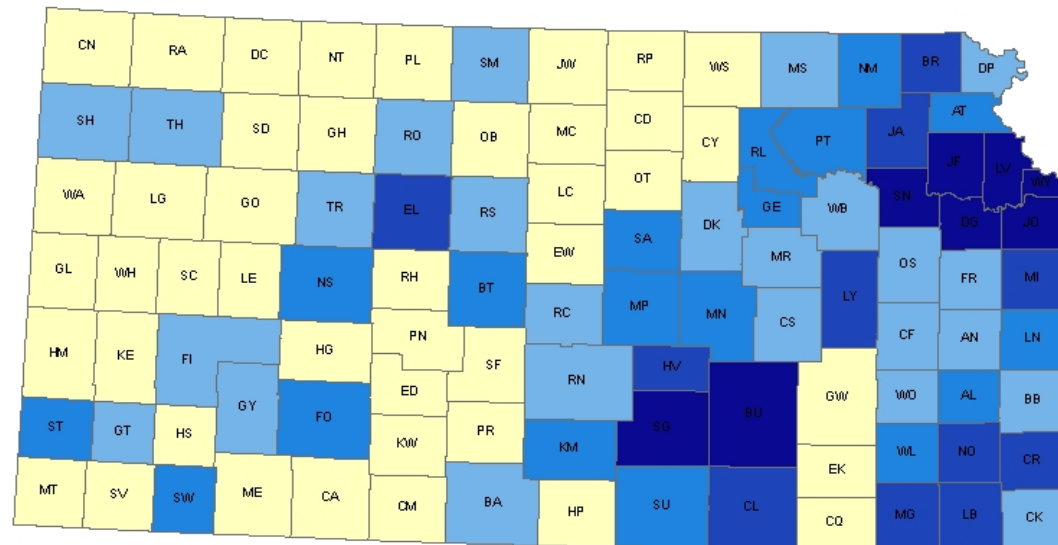 CN RA DC NT PL SM JW RP WS MS NM BR DP
SH TH SD GH RO OB MC CD CY RL PT JA AT
WA LG GO TR EL RS LC OT DK GE WB SN JF LV WY
GL WH SC LE NS RH BT EW SA MR LY OS DG JO
HM KE FI HG PN SF RC MP MN CS CF FR MI
ST GT HS GY FO ED RN HV BU GW WO AN LN
KW PR KM SG EK WL AL BB
MT SV SW ME CA CM BA HP SU CL CQ MG NO CR
LB CK